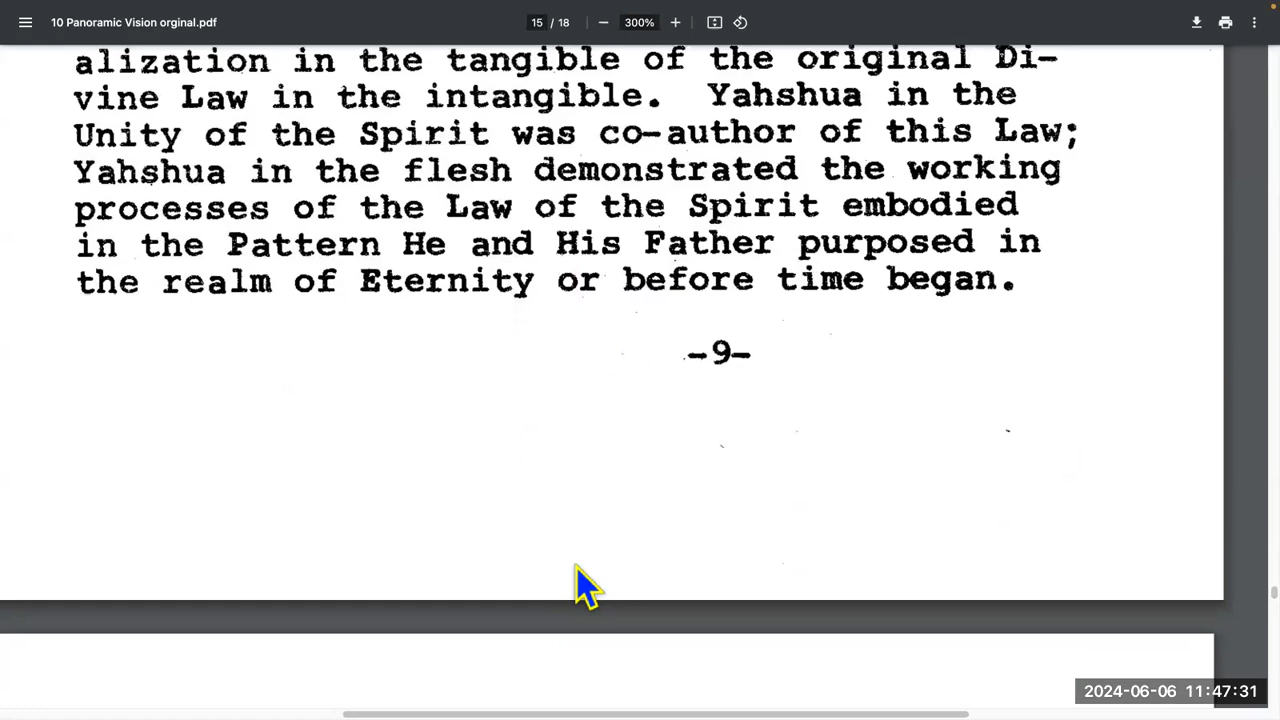 10 Panoramic Vision orginal.pdf
15 / 18
300%
alization in the tangible of the original Di-
vine Law in the intangible. Yahshua in the
Unity of the Spirit was co-author of this Law;
Yahshua in the flesh demonstrated the working
processes of the Law of the Spirit embodied
in the Pattern He and His Father purposed in
the realm of Eternity or before time began.
-9-
2024-06-06 11:47:31